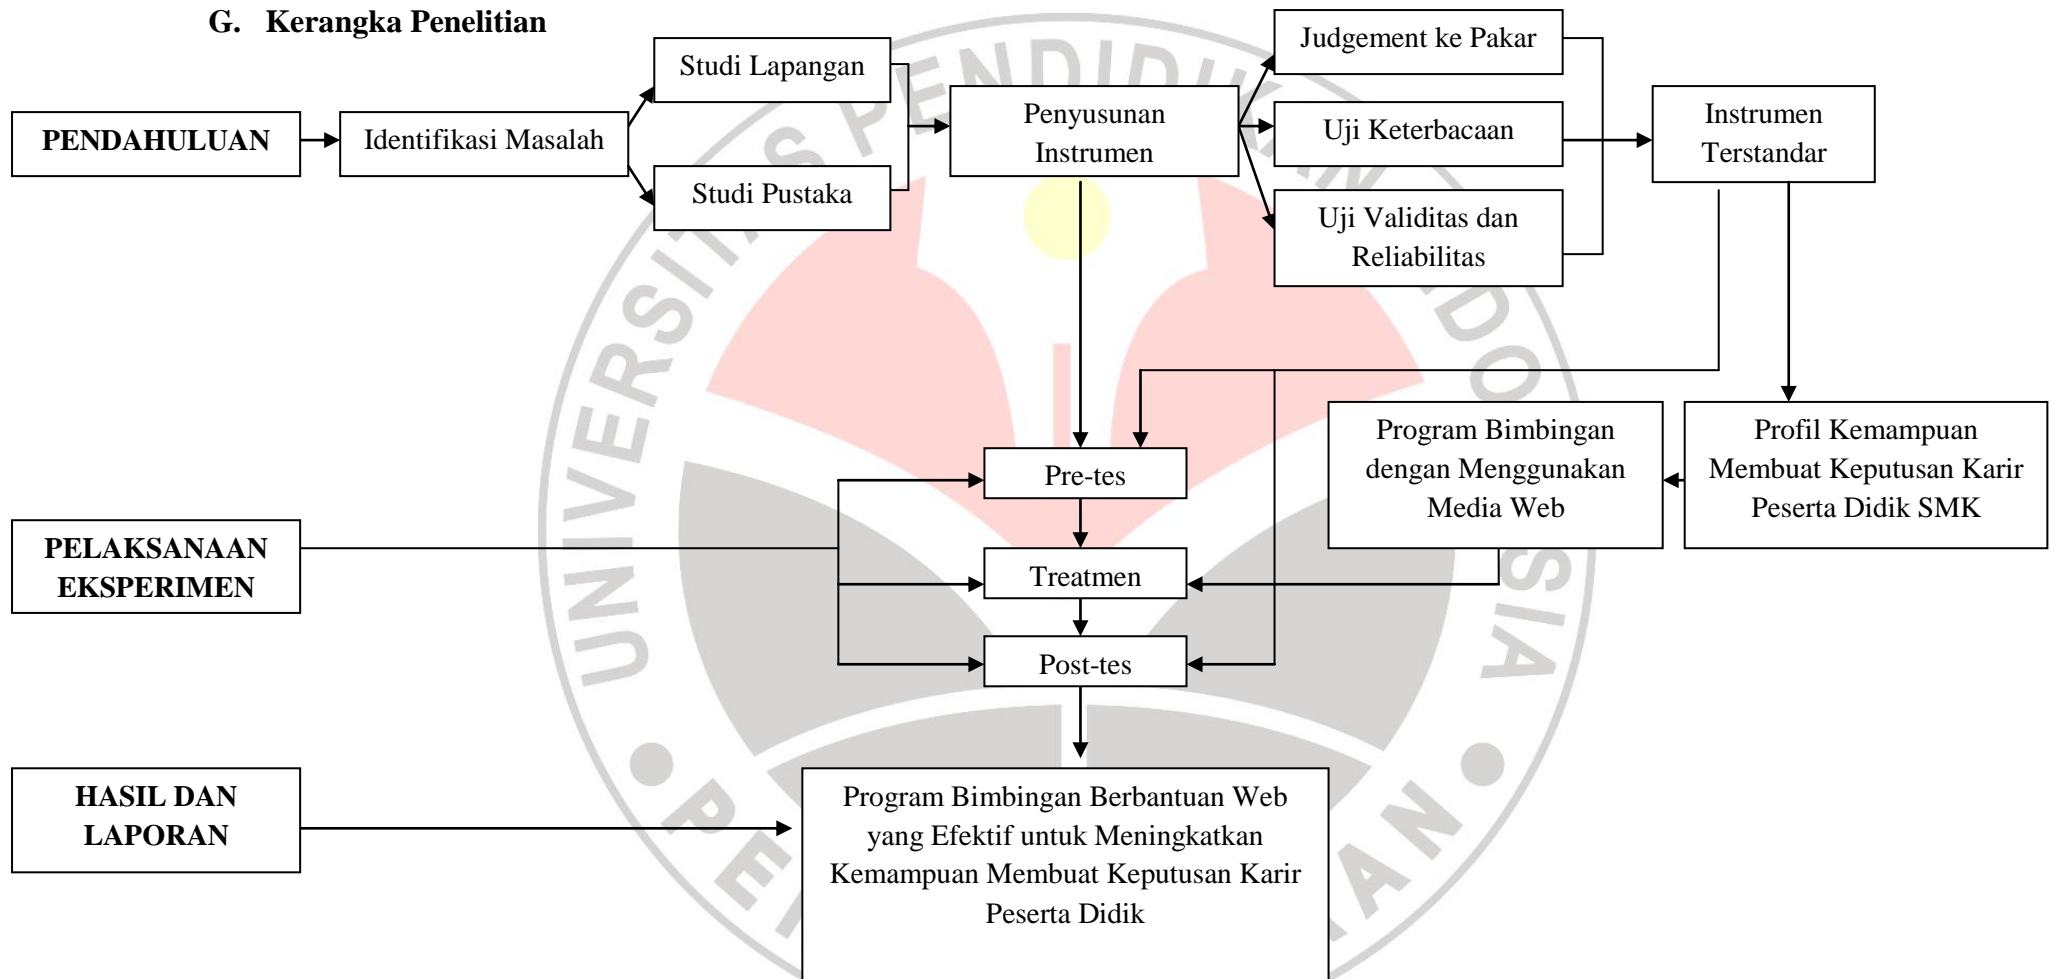 G. Kerangka Penelitian
PENDAHULUAN
Identifikasi Masalah
Studi Lapangan
Studi Pustaka
Penyusunan
Instrumen
Judgement ke Pakar
Uji Keterbacaan
Uji Validitas dan
Reliabilitas
Instrumen
Terstandar
Profil Kemampuan
Membuat Keputusan Karir
Peserta Didik SMK
Program Bimbingan
dengan Menggunakan
Media Web
PELAKSANAAN
EKSPERIMEN
Pre-tes
Treatmen
Post-tes
HASIL DAN
LAPORAN
Program Bimbingan Berbantuan Web
yang Efektif untuk Meningkatkan
Kemampuan Membuat Keputusan Karir
Peserta Didik
UNIVERSITAS PENDIDIKAN INDONESIA